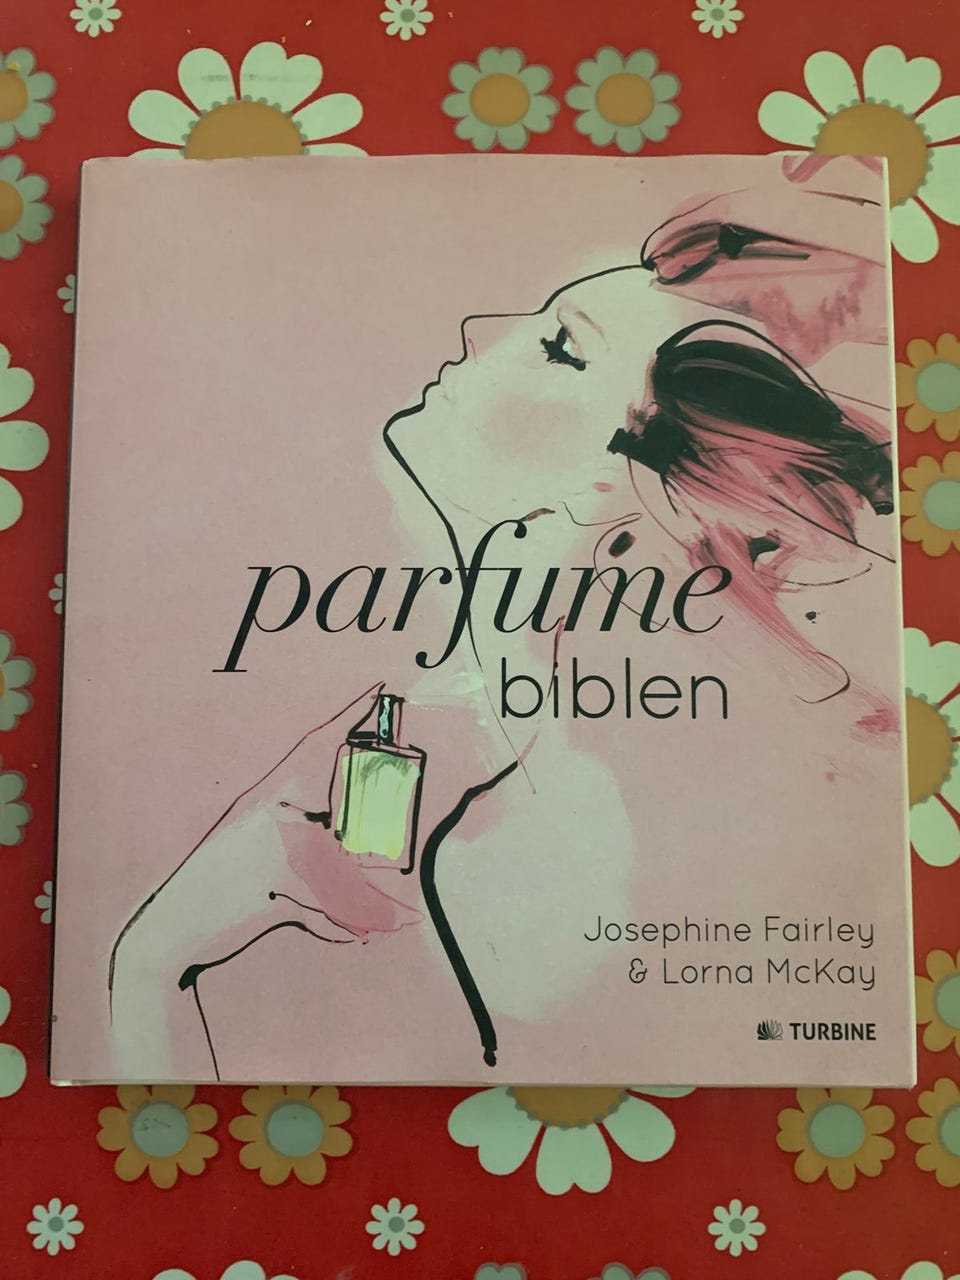 parfume
biblen
Josephine Fairley
& Lorna McKay
TURBINE